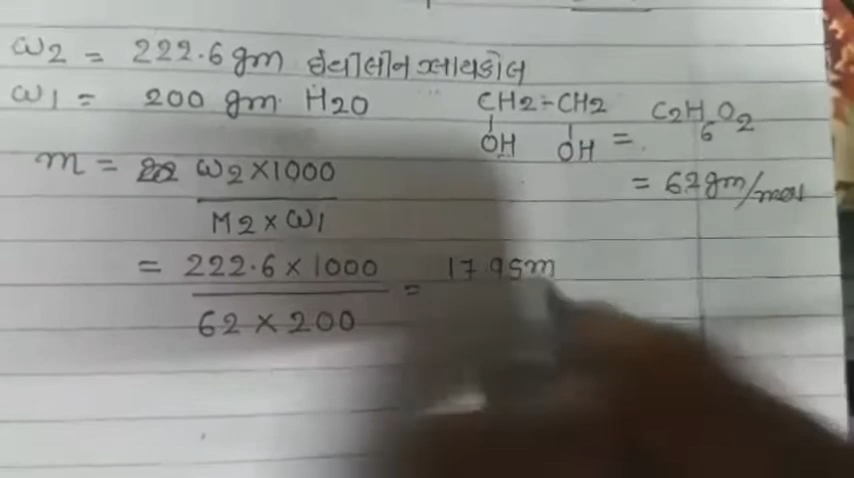 ω2 = 222.6 gm ઈથીલીન ગ્લાયકોલ
ω1 = 200 gm H2O
CH2-CH2 C2H6O2
OH OH =
= 62gm/mol
m = ω2×1000
M2×ω1
= 222.6×1000 = 17.95m
62×200